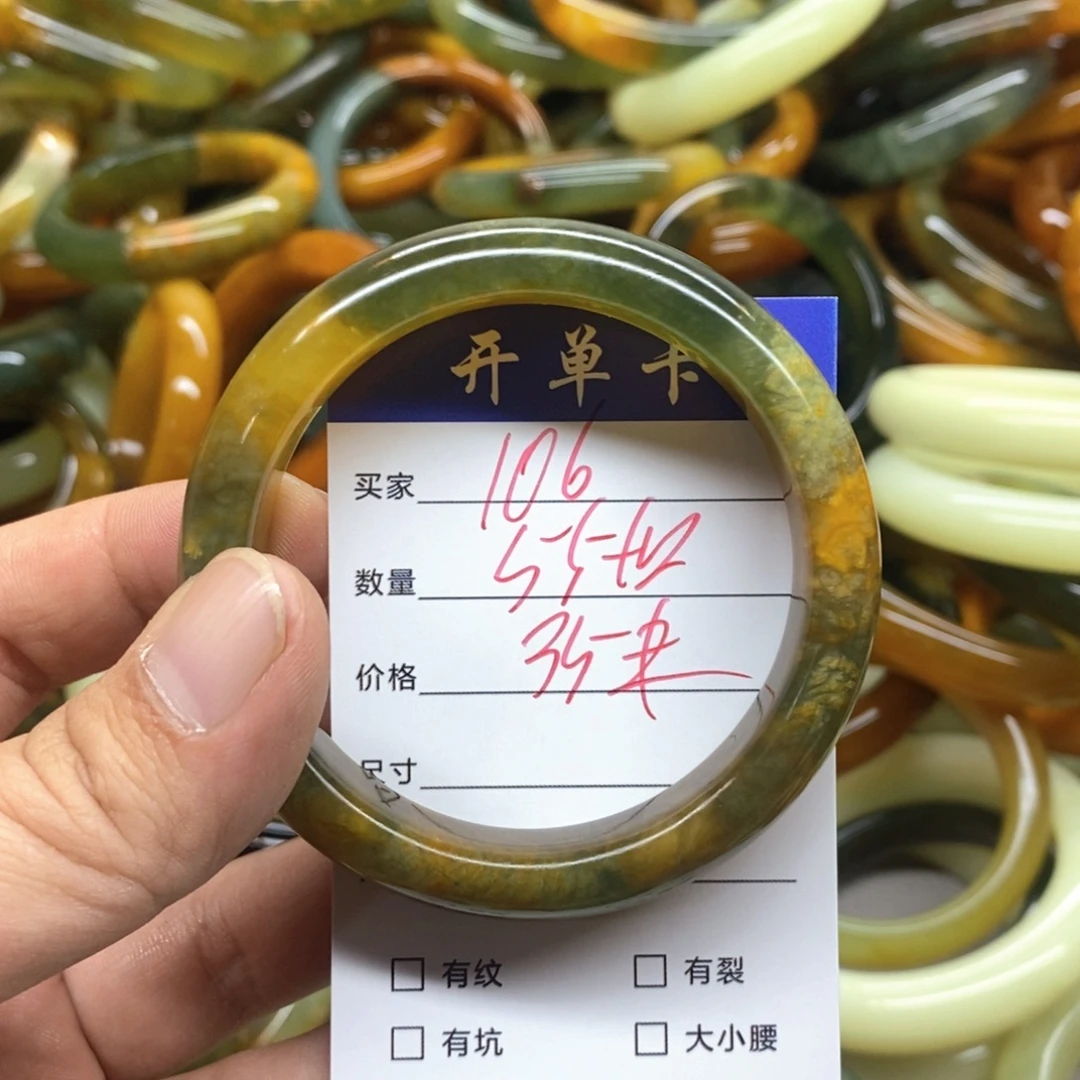 开单卡
买家 106
数量
价格 35
尺寸
有纹 有裂
有坑 大小腰